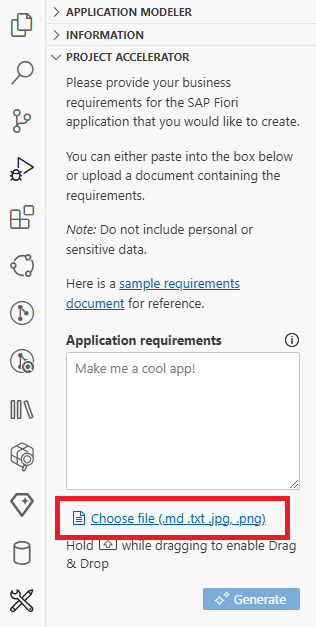 APPLICATION MODELER
INFORMATION
PROJECT ACCELERATOR
Please provide your business
requirements for the SAP Fiori
application that you would like to create.
You can either paste into the box below
or upload a document containing the
requirements.
Note: Do not include personal or
sensitive data.
Here is a sample requirements
document for reference.
Application requirements
Make me a cool app!
Choose file (.md .txt .jpg, .png)
Hold while dragging to enable Drag
& Drop
Generate